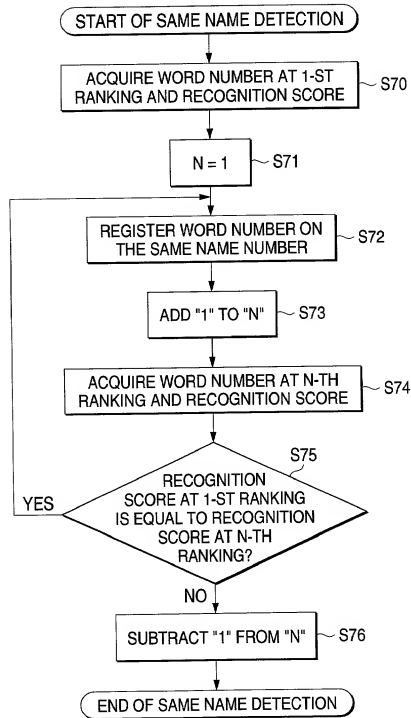 START OF SAME NAME DETECTION
ACQUIRE WORD NUMBER AT 1-ST
RANKING AND RECOGNITION SCORE
S70
N = 1
S71
REGISTER WORD NUMBER ON
THE SAME NAME NUMBER
S72
ADD "1" TO "N"
S73
ACQUIRE WORD NUMBER AT N-TH
RANKING AND RECOGNITION SCORE
S74
S75
RECOGNITION
SCORE AT 1-ST RANKING
IS EQUAL TO RECOGNITION
SCORE AT N-TH
RANKING?
YES
NO
SUBTRACT "1" FROM "N"
S76
END OF SAME NAME DETECTION